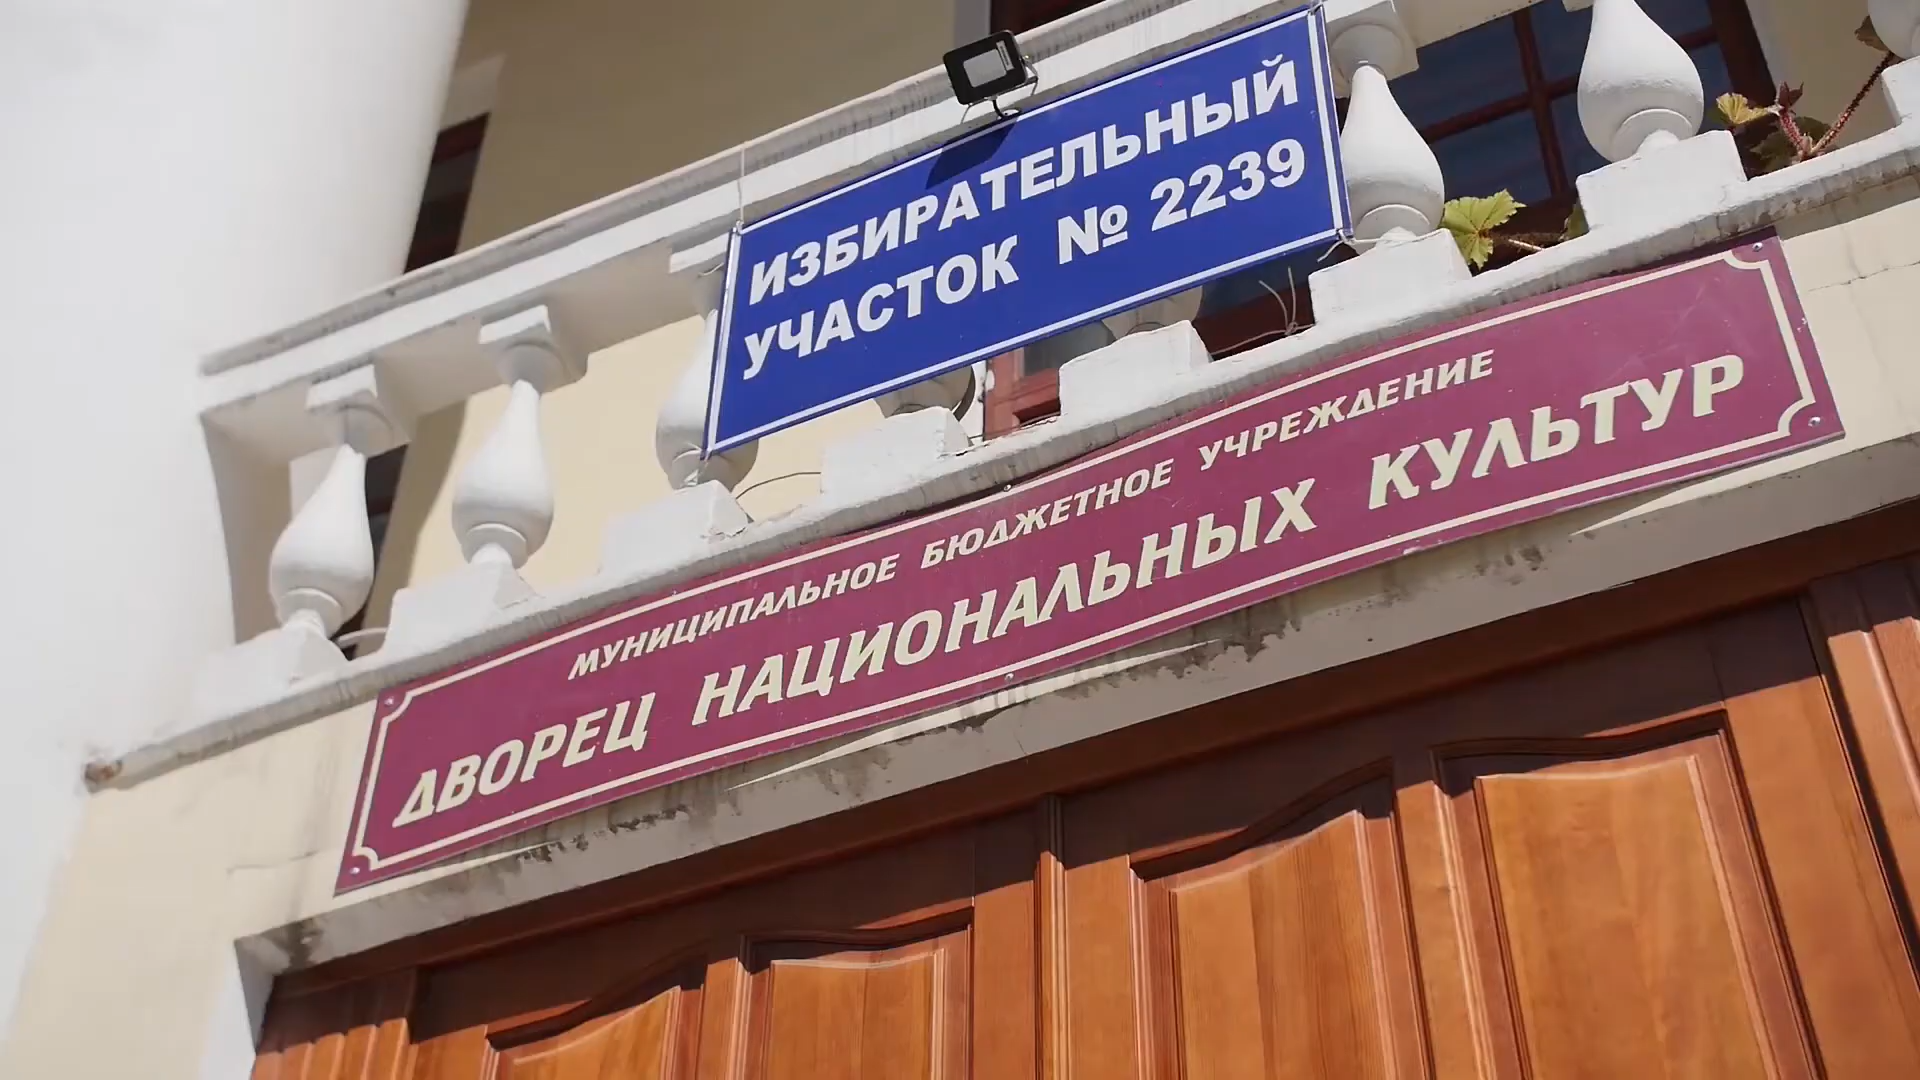 ИЗБИРАТЕЛЬНЫЙ
УЧАСТОК № 2239
МУНИЦИПАЛЬНОЕ БЮДЖЕТНОЕ УЧРЕЖДЕНИЕ
ДВОРЕЦ НАЦИОНАЛЬНЫХ КУЛЬТУР